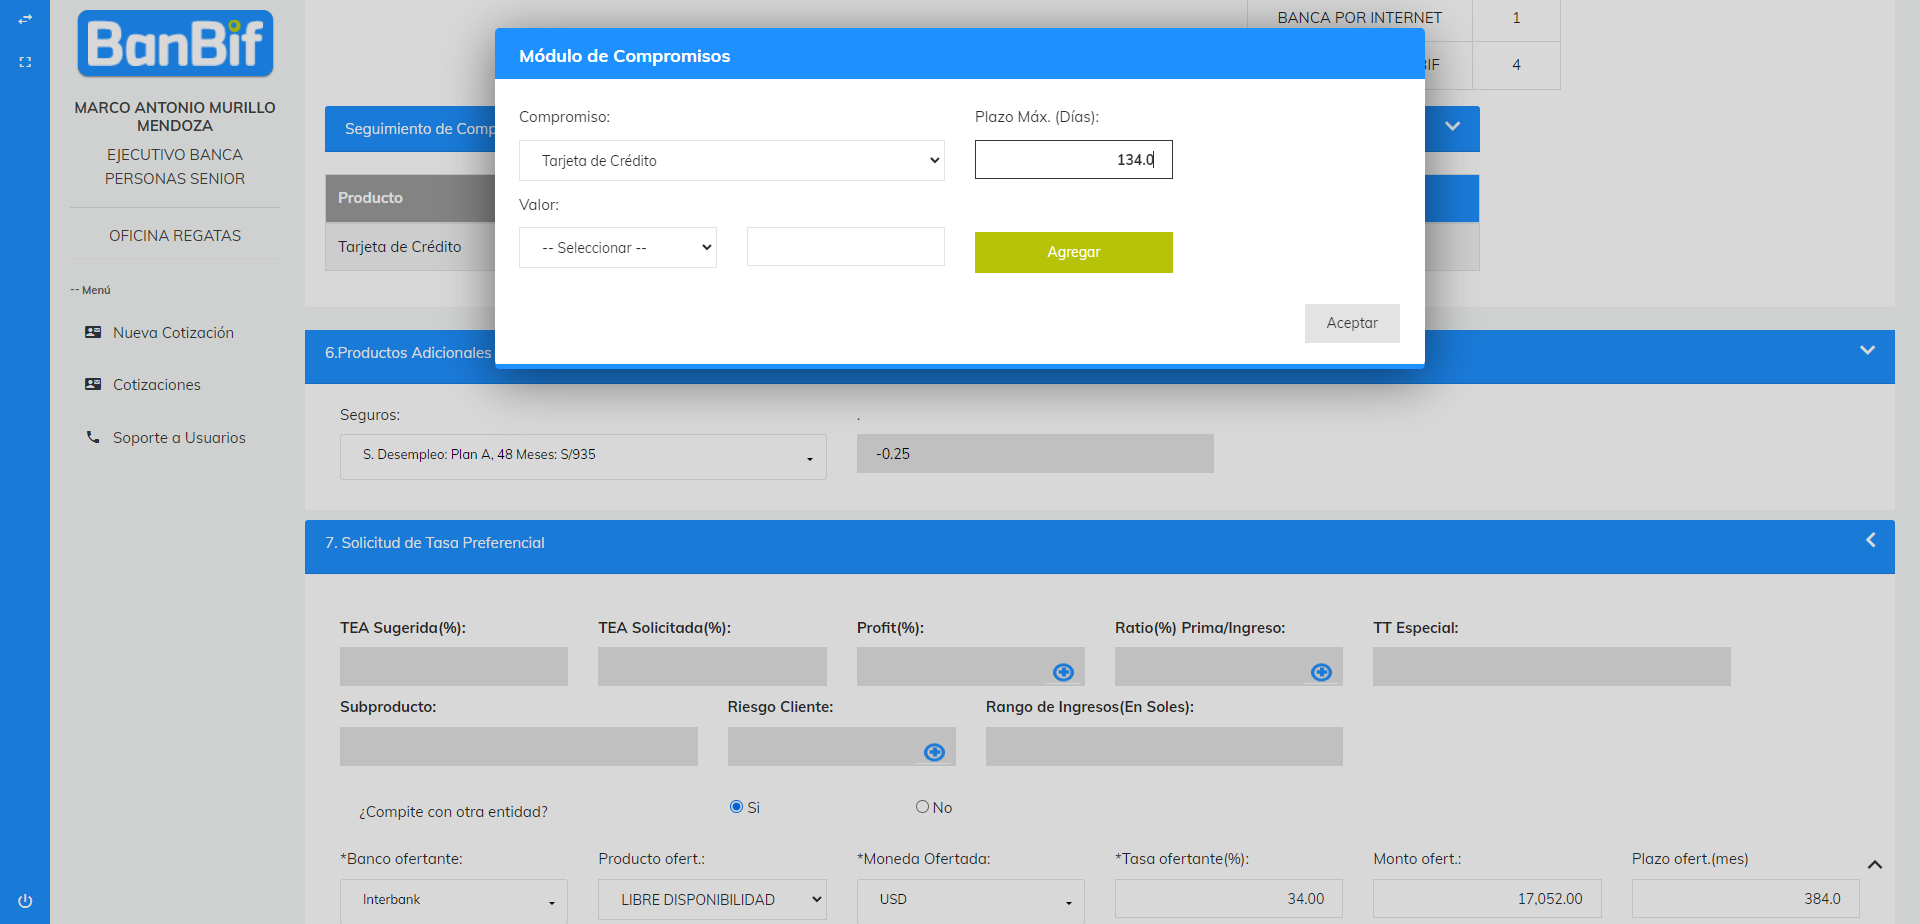 BanBif
MARCO ANTONIO MURILLO
MENDOZA
EJECUTIVO BANCA
PERSONAS SENIOR
OFICINA REGATAS
-- Menú
Nueva Cotización
Cotizaciones
Soporte a Usuarios
BANCA POR INTERNET 1
BIF 4
Módulo de Compromisos
Compromiso: Plazo Máx. (Días):
Tarjeta de Crédito 134.0
Valor:
-- Seleccionar -- Agregar
Aceptar
Seguimiento de Comp
Producto
Tarjeta de Crédito
6.Productos Adicionales
Seguros: .
S. Desempleo: Plan A, 48 Meses: S/935 -0.25
7. Solicitud de Tasa Preferencial
TEA Sugerida(%): TEA Solicitada(%): Profit(%): Ratio(%) Prima/Ingreso: TT Especial:
Subproducto: Riesgo Cliente: Rango de Ingresos(En Soles):
¿Compite con otra entidad? Si No
*Banco ofertante: Producto ofert.: *Moneda Ofertada: *Tasa ofertante(%): Monto ofert.: Plazo ofert.(mes)
Interbank LIBRE DISPONIBILIDAD USD 34.00 17,052.00 384.0